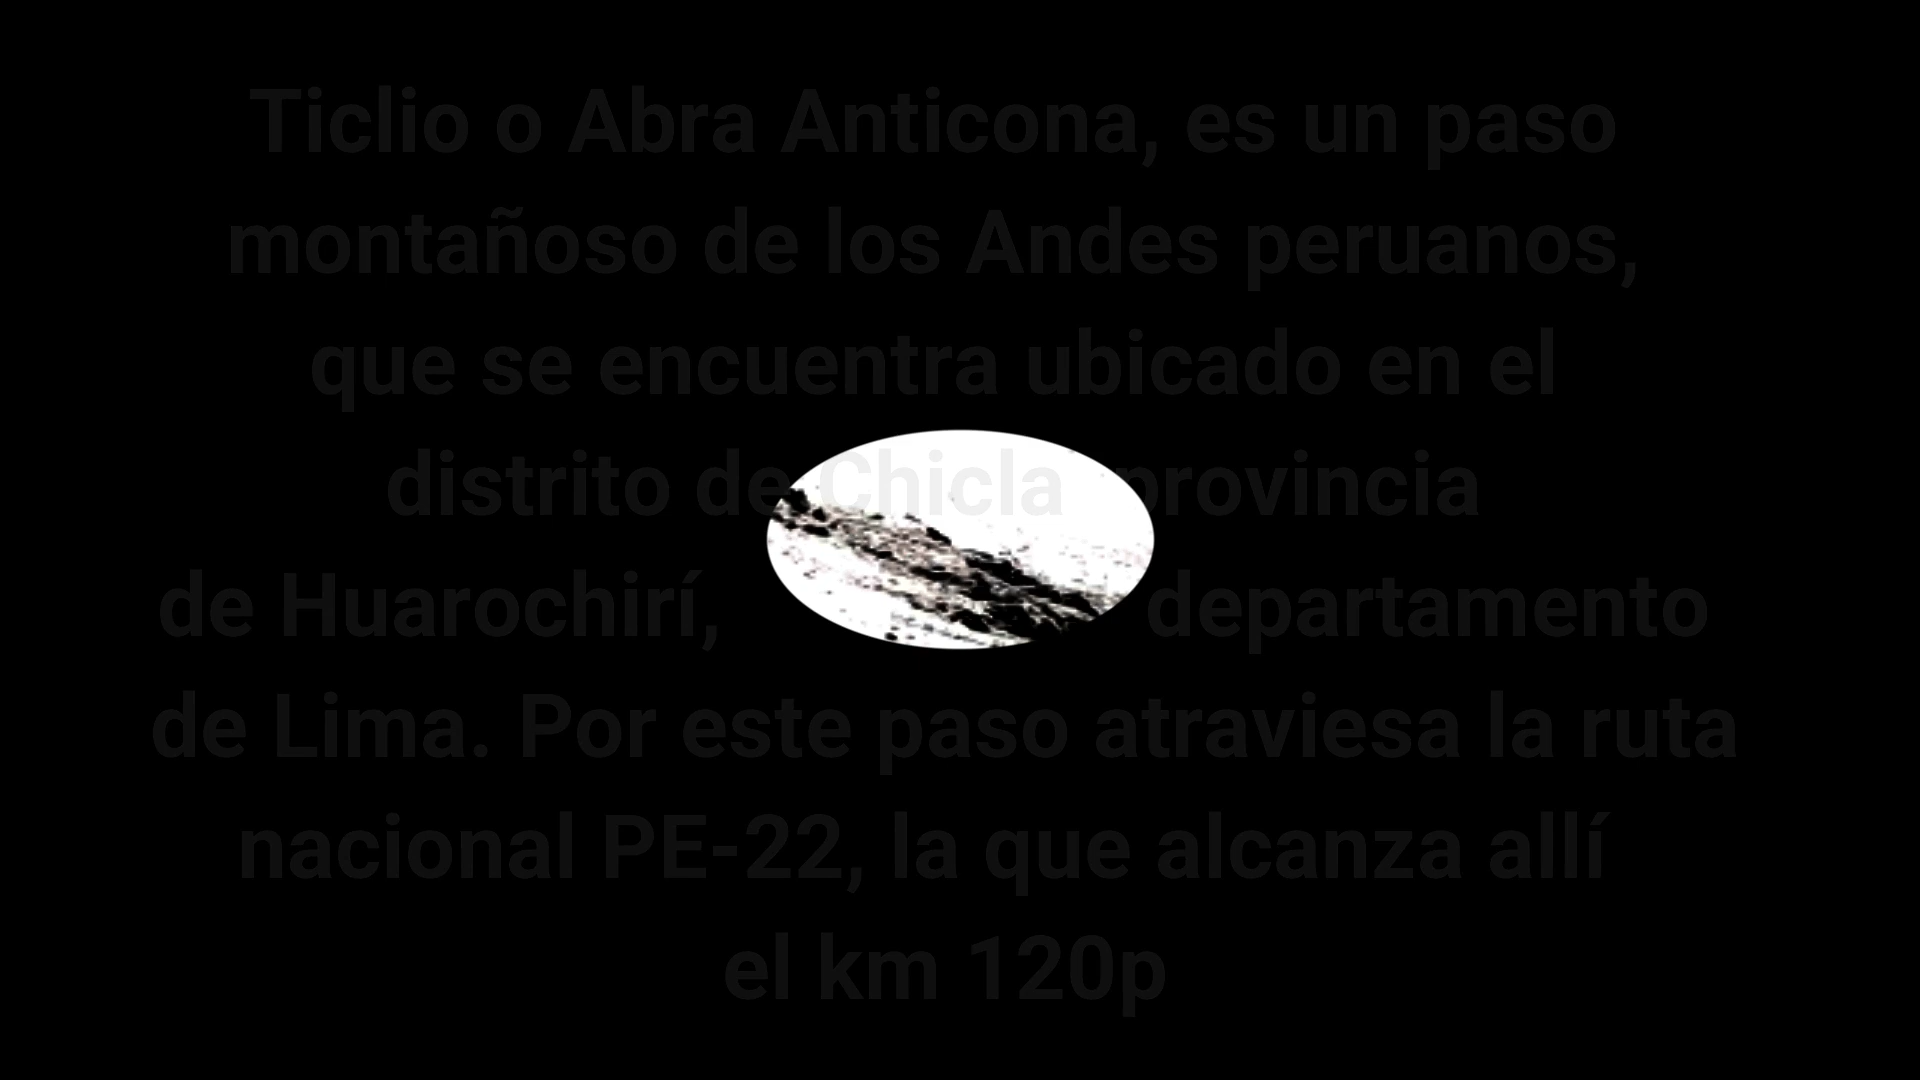 Ticlio o Abra Anticona, es un paso
montañoso de los Andes peruanos,
que se encuentra ubicado en el
distrito de Chicla provincia
de Huarochirí, departamento
de Lima. Por este paso atraviesa la ruta
nacional PE-22, la que alcanza allí
el km 120p